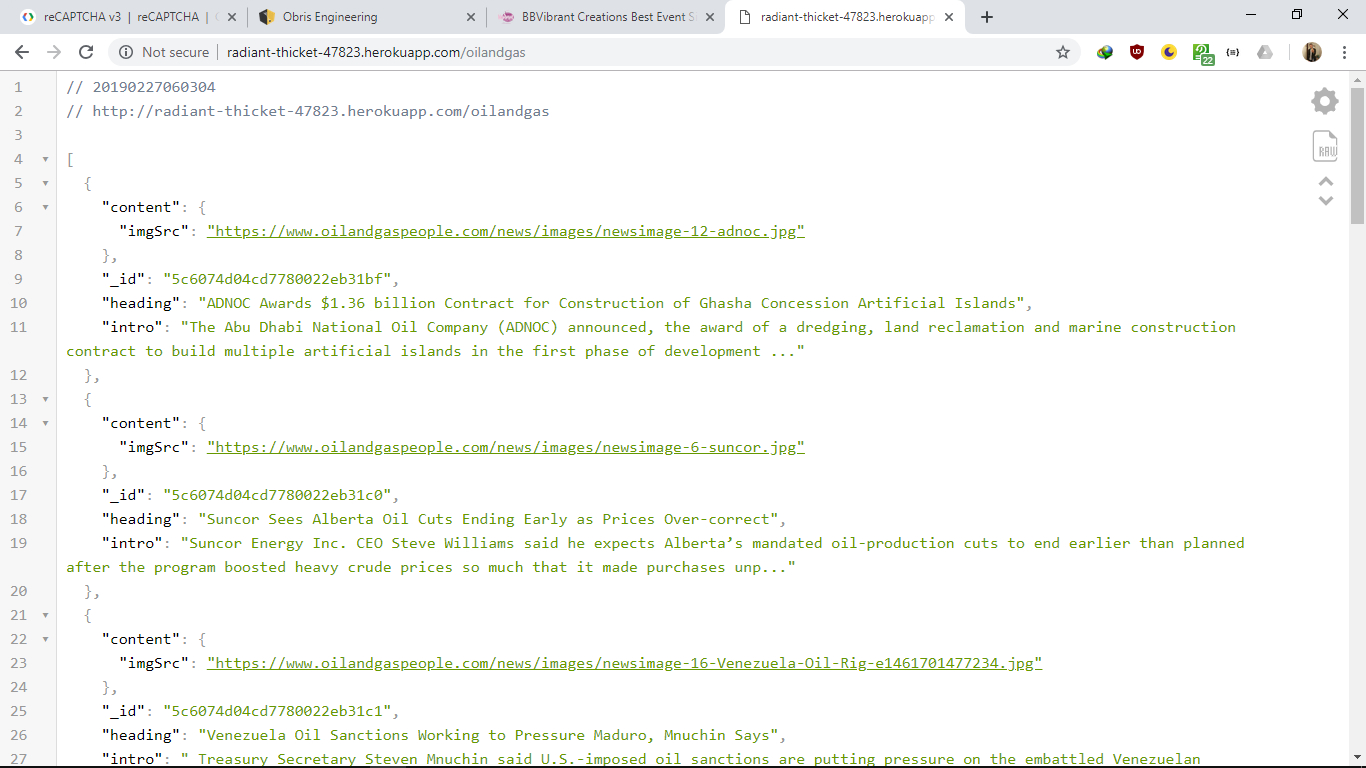 reCAPTCHA v3 | reCAPTCHA |
Obris Engineering
BBVibrant Creations Best Event S
radiant-thicket-47823.herokuapp
Not secure | radiant-thicket-47823.herokuapp.com/oilandgas
22
1 // 20190227060304
2 // http://radiant-thicket-47823.herokuapp.com/oilandgas
3
4 [
5 {
6 "content": {
7 "imgSrc": "https://www.oilandgaspeople.com/news/images/newsimage-12-adnoc.jpg"
8 },
9 "_id": "5c6074d04cd7780022eb31bf",
10 "heading": "ADNOC Awards $1.36 billion Contract for Construction of Ghasha Concession Artificial Islands",
11 "intro": "The Abu Dhabi National Oil Company (ADNOC) announced, the award of a dredging, land reclamation and marine construction
contract to build multiple artificial islands in the first phase of development ..."
12 },
13 {
14 "content": {
15 "imgSrc": "https://www.oilandgaspeople.com/news/images/newsimage-6-suncor.jpg"
16 },
17 "_id": "5c6074d04cd7780022eb31c0",
18 "heading": "Suncor Sees Alberta Oil Cuts Ending Early as Prices Over-correct",
19 "intro": "Suncor Energy Inc. CEO Steve Williams said he expects Alberta’s mandated oil-production cuts to end earlier than planned
after the program boosted heavy crude prices so much that it made purchases unp..."
20 },
21 {
22 "content": {
23 "imgSrc": "https://www.oilandgaspeople.com/news/images/newsimage-16-Venezuela-Oil-Rig-e1461701477234.jpg"
24 },
25 "_id": "5c6074d04cd7780022eb31c1",
26 "heading": "Venezuela Oil Sanctions Working to Pressure Maduro, Mnuchin Says",
27 "intro": " Treasury Secretary Steven Mnuchin said U.S.-imposed oil sanctions are putting pressure on the embattled Venezuelan
RAW